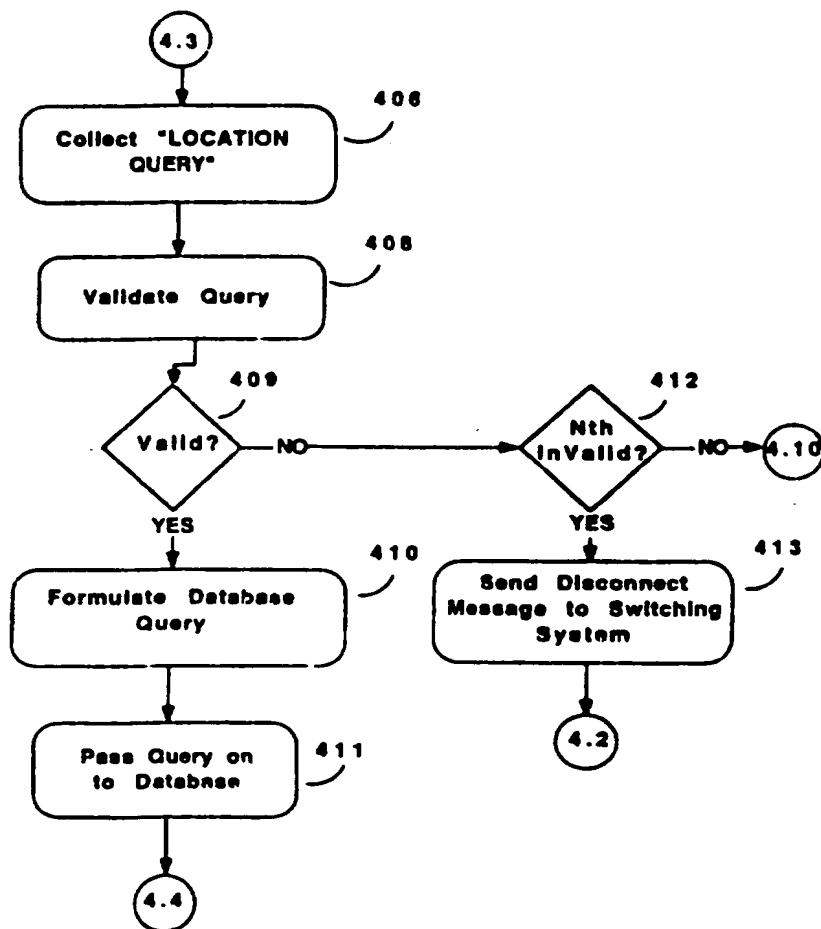 4.3
406
Collect "LOCATION
QUERY"
408
Validate Query
409
Valid?
NO
412
Nth
InValid?
NO
4.10
YES
YES
410
Formulate Database
Query
413
Send Disconnect
Message to Switching
System
411
Pass Query on
to Database
4.2
4.4